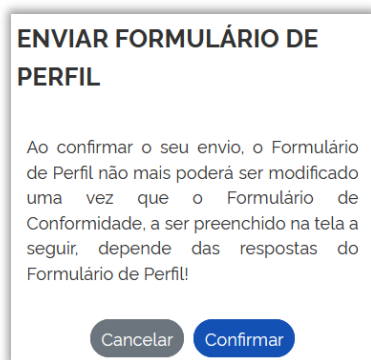 ENVIAR FORMULÁRIO DE
PERFIL
Ao confirmar o seu envio, o Formulário
de Perfil não mais poderá ser modificado
uma vez que o Formulário de
Conformidade, a ser preenchido na tela a
seguir, depende das respostas do
Formulário de Perfil!
Cancelar Confirmar